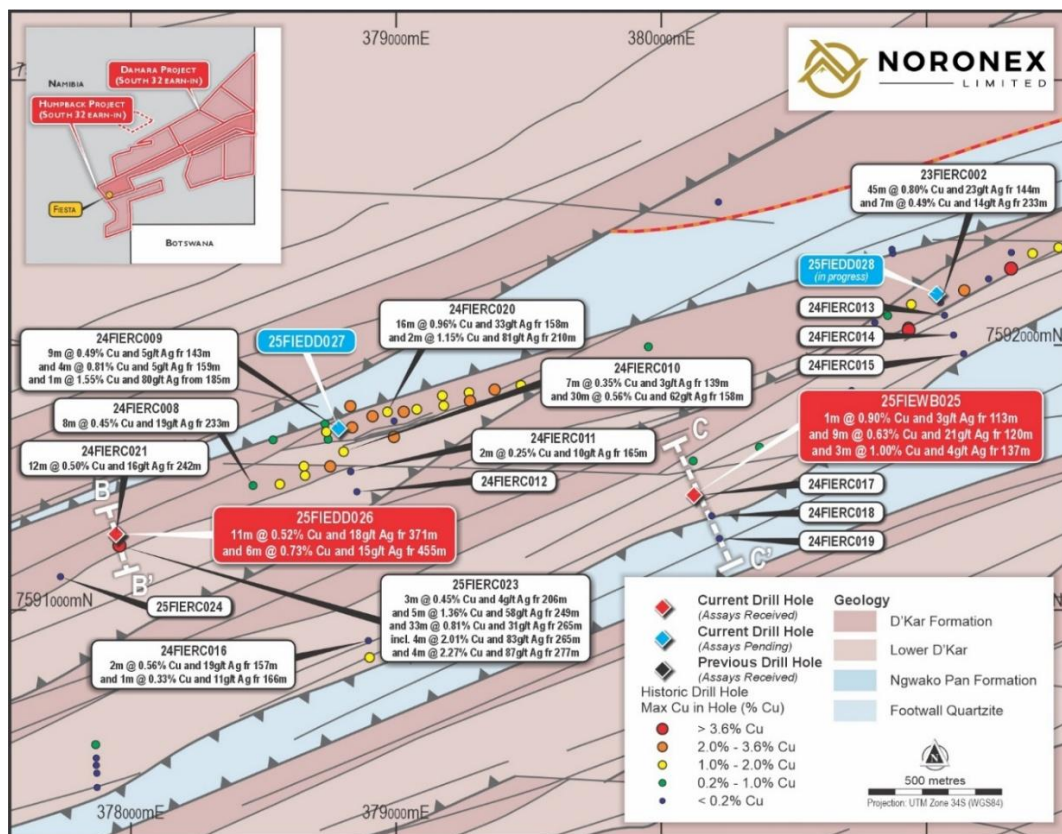 379000mE
380000mE
NAMIBIA
DAMARA PROJECT
(SOUTH 32 EARN-IN)
HUMPBACK PROJECT
(SOUTH 32 EARN-IN)
FIESTA
BOTSWANA
NORONEX
LIMITED
23FIERC002
45m @ 0.80% Cu and 23g/t Ag fr 144m
and 7m @ 0.49% Cu and 14g/t Ag fr 233m
25FIEDD028
(in progress)
24FIERC013
24FIERC014
24FIERC015
7592000mN
24FIERC020
16m @ 0.96% Cu and 33g/t Ag fr 158m
and 2m @ 1.15% Cu and 81g/t Ag fr 210m
24FIERC009
9m @ 0.49% Cu and 5g/t Ag fr 143m
and 4m @ 0.81% Cu and 5g/t Ag fr 159m
and 1m @ 1.55% Cu and 80g/t Ag from 185m
25FIEDD027
24FIERC010
7m @ 0.35% Cu and 3g/t Ag fr 139m
and 30m @ 0.56% Cu and 62g/t Ag fr 158m
24FIERC008
8m @ 0.45% Cu and 19g/t Ag fr 233m
24FIERC011
2m @ 0.25% Cu and 10g/t Ag fr 165m
24FIERC021
12m @ 0.50% Cu and 16g/t Ag fr 242m
24FIERC012
25FIEWB025
1m @ 0.90% Cu and 3g/t Ag fr 113m
and 9m @ 0.63% Cu and 21g/t Ag fr 120m
and 3m @ 1.00% Cu and 4g/t Ag fr 137m
C
24FIERC017
24FIERC018
24FIERC019
C'
B
25FIEDD026
11m @ 0.52% Cu and 18g/t Ag fr 371m
and 6m @ 0.73% Cu and 15g/t Ag fr 455m
B'
7591000mN
25FIERC024
25FIERC023
3m @ 0.45% Cu and 4g/t Ag fr 206m
and 5m @ 1.36% Cu and 58g/t Ag fr 249m
and 33m @ 0.81% Cu and 31g/t Ag fr 265m
incl. 4m @ 2.01% Cu and 83g/t Ag fr 265m
and 4m @ 2.27% Cu and 87g/t Ag fr 277m
24FIERC016
2m @ 0.56% Cu and 19g/t Ag fr 157m
and 1m @ 0.33% Cu and 11g/t Ag fr 166m
Current Drill Hole
(Assays Received)
Current Drill Hole
(Assays Pending)
Previous Drill Hole
(Assays Received)
Historic Drill Hole
Max Cu in Hole (% Cu)
> 3.6% Cu
2.0% - 3.6% Cu
1.0% - 2.0% Cu
0.2% - 1.0% Cu
< 0.2% Cu
Geology
D'Kar Formation
Lower D'Kar
Ngwako Pan Formation
Footwall Quartzite
N
500 metres
Projection: UTM Zone 34S (WGS84)
378000mE
379000mE